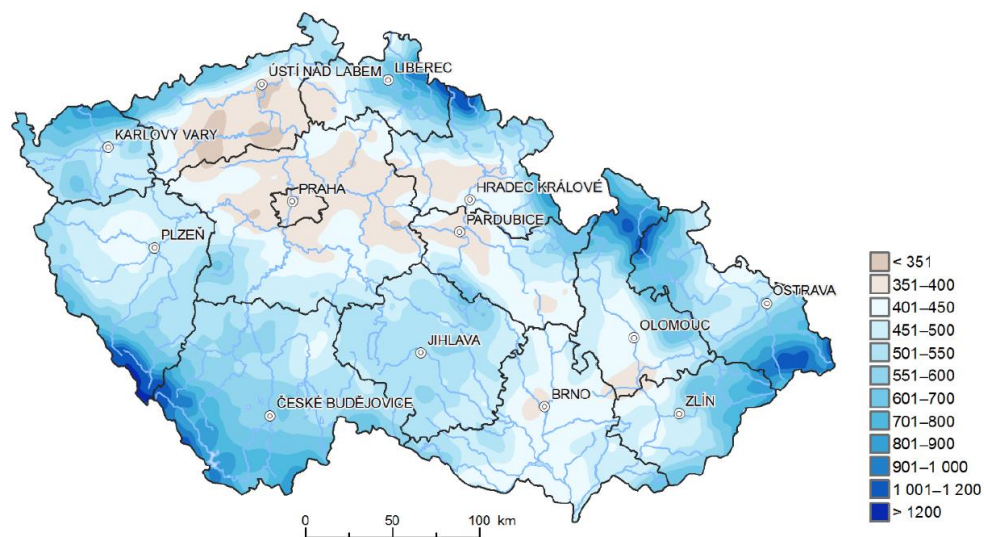 ÚSTÍ NAD LABEM
LIBEREC
KARLOVY VARY
PRAHA
HRADEC KRÁLOVÉ
PARDUBICE
PLZEŇ
OSTRAVA
OLOMOUC
JIHLAVA
BRNO
ZLÍN
ČESKÉ BUDĚJOVICE
< 351
351–400
401–450
451–500
501–550
551–600
601–700
701–800
801–900
901–1 000
1 001–1 200
> 1200
0 50 100 km